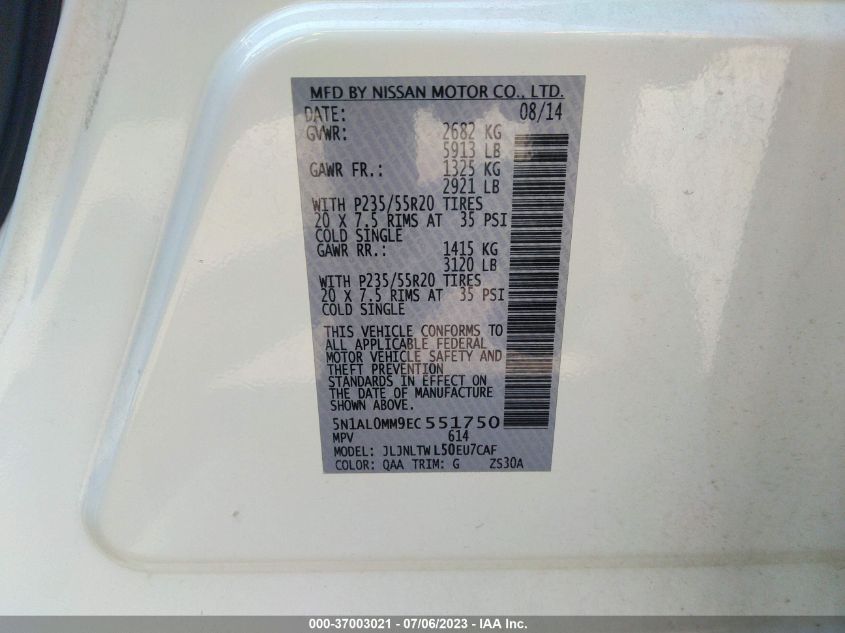 MFD BY NISSAN MOTOR CO., LTD.
DATE: 08/14
GVWR: 2682 KG
5913 LB
GAWR FR.: 1325 KG
2921 LB
WITH P235/55R20 TIRES
20 X 7.5 RIMS AT 35 PSI
COLD SINGLE
GAWR RR.: 1415 KG
3120 LB
WITH P235/55R20 TIRES
20 X 7.5 RIMS AT 35 PSI
COLD SINGLE
THIS VEHICLE CONFORMS TO
ALL APPLICABLE FEDERAL
MOTOR VEHICLE SAFETY AND
THEFT PREVENTION
STANDARDS IN EFFECT ON
THE DATE OF MANUFACTURE
SHOWN ABOVE.
5N1AL0MM9EC551750
MPV 614
MODEL: JLJNLTWL50EU7CAF
COLOR: QAA TRIM: G ZS30A
000-37003021 - 07/06/2023 - IAA Inc.